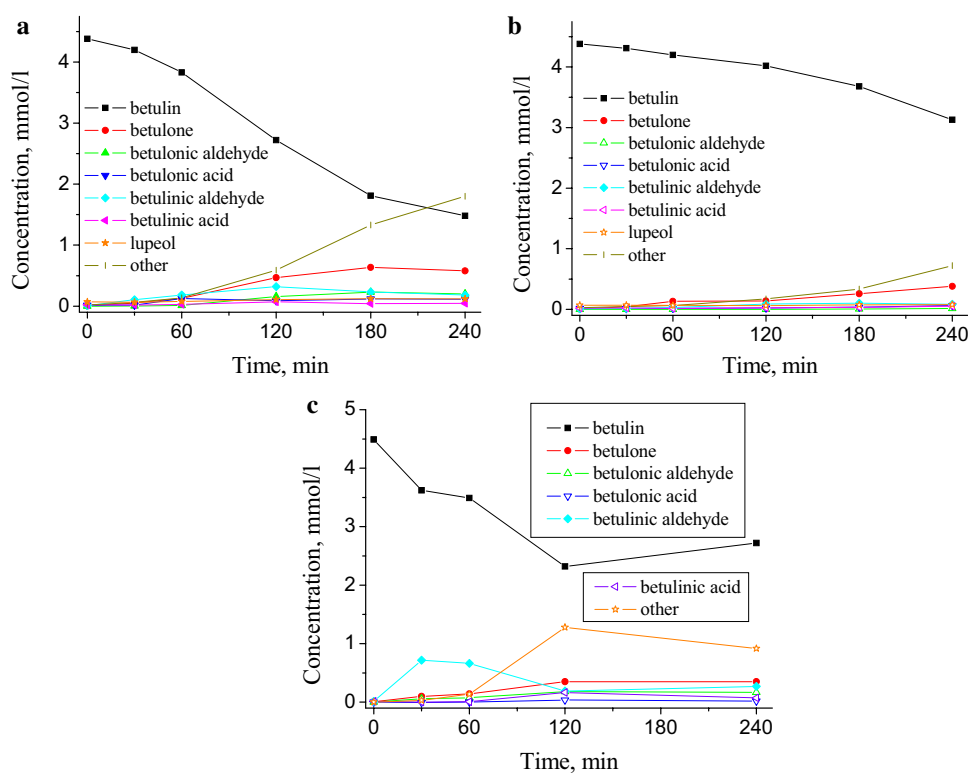 a
Concentration, mmol/l
4
3
2
1
0
betulin
betulone
betulonic aldehyde
betulonic acid
betulinic aldehyde
betulinic acid
lupeol
other
0 60 120 180 240
Time, min
b
Concentration, mmol/l
4
3
2
1
0
betulin
betulone
betulonic aldehyde
betulonic acid
betulinic aldehyde
betulinic acid
lupeol
other
0 60 120 180 240
Time, min
c
Concentration, mmol/l
5
4
3
2
1
0
betulin
betulone
betulonic aldehyde
betulonic acid
betulinic aldehyde
betulinic acid
other
0 60 120 180 240
Time, min